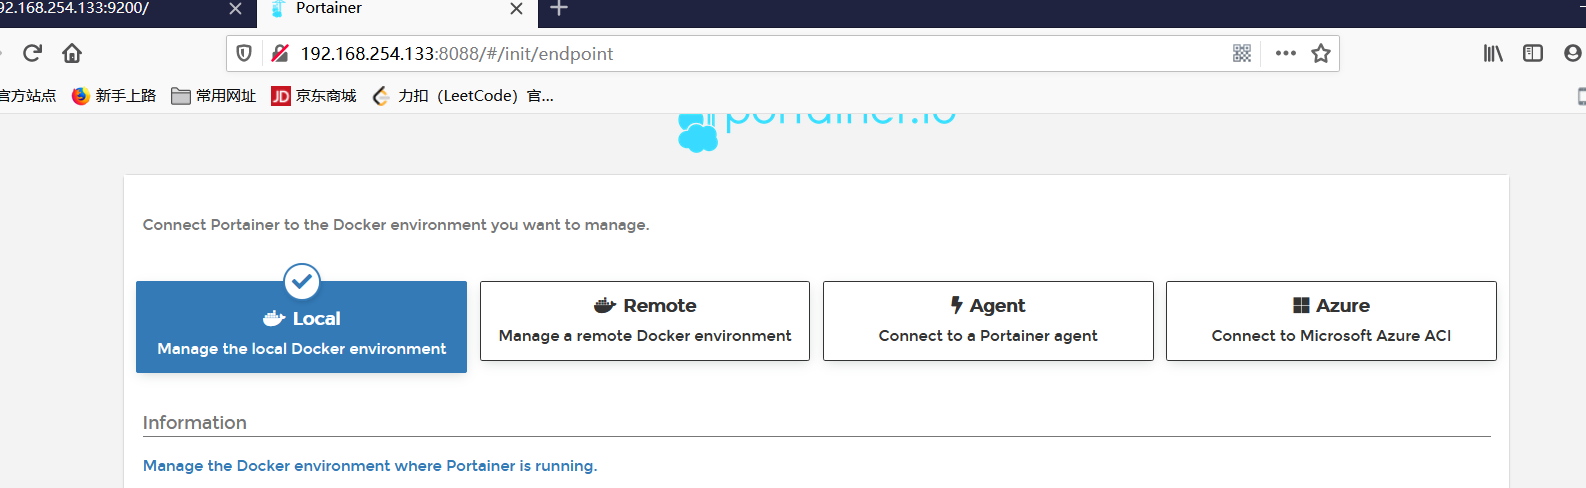 92.168.254.133:9200/
Portainer
192.168.254.133:8088/#/init/endpoint
官方站点 新手上路 常用网址 JD 京东商城 力扣（LeetCode）官...
portainer.io
Connect Portainer to the Docker environment you want to manage.
Local
Manage the local Docker environment
Remote
Manage a remote Docker environment
Agent
Connect to a Portainer agent
Azure
Connect to Microsoft Azure ACI
Information
Manage the Docker environment where Portainer is running.